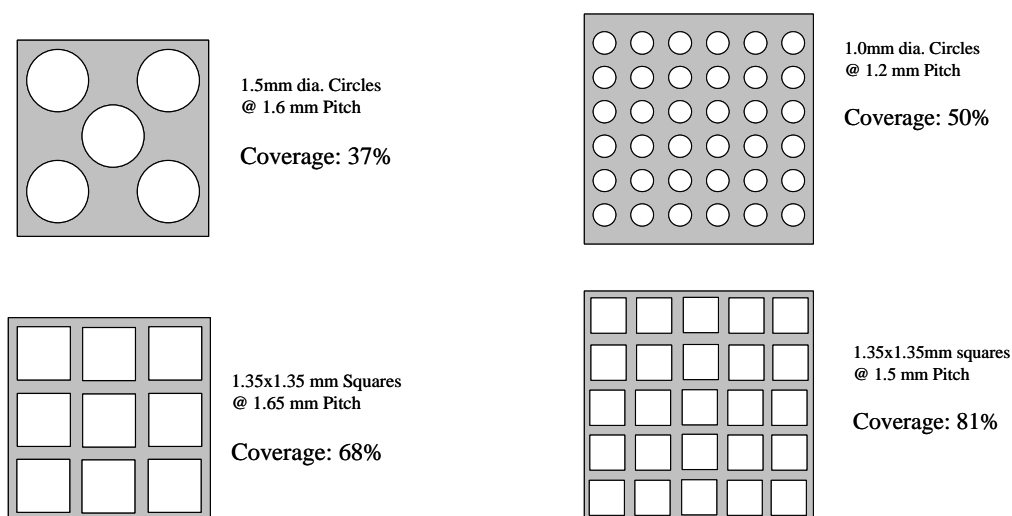 1.5mm dia. Circles
@ 1.6 mm Pitch
Coverage: 37%
1.0mm dia. Circles
@ 1.2 mm Pitch
Coverage: 50%
1.35x1.35 mm Squares
@ 1.65 mm Pitch
Coverage: 68%
1.35x1.35mm squares
@ 1.5 mm Pitch
Coverage: 81%